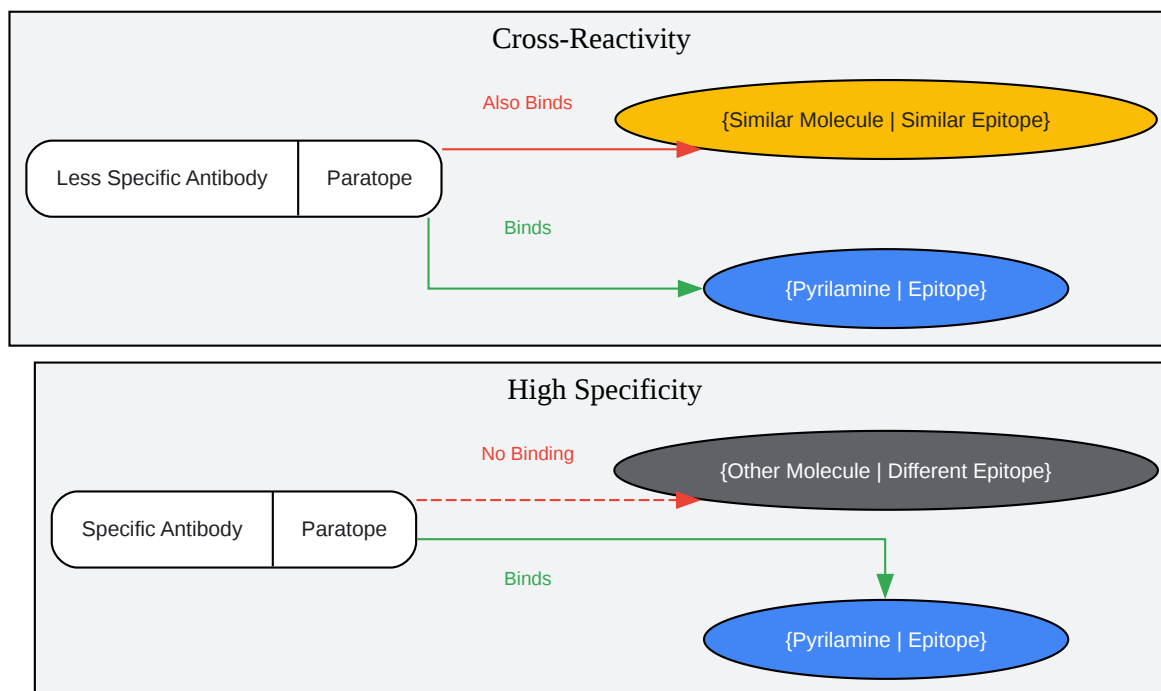 Cross-Reactivity
Also Binds
{Similar Molecule | Similar Epitope}
Less Specific Antibody
Paratope
Binds
{Pyrilamine | Epitope}
High Specificity
No Binding
{Other Molecule | Different Epitope}
Specific Antibody
Paratope
Binds
{Pyrilamine | Epitope}